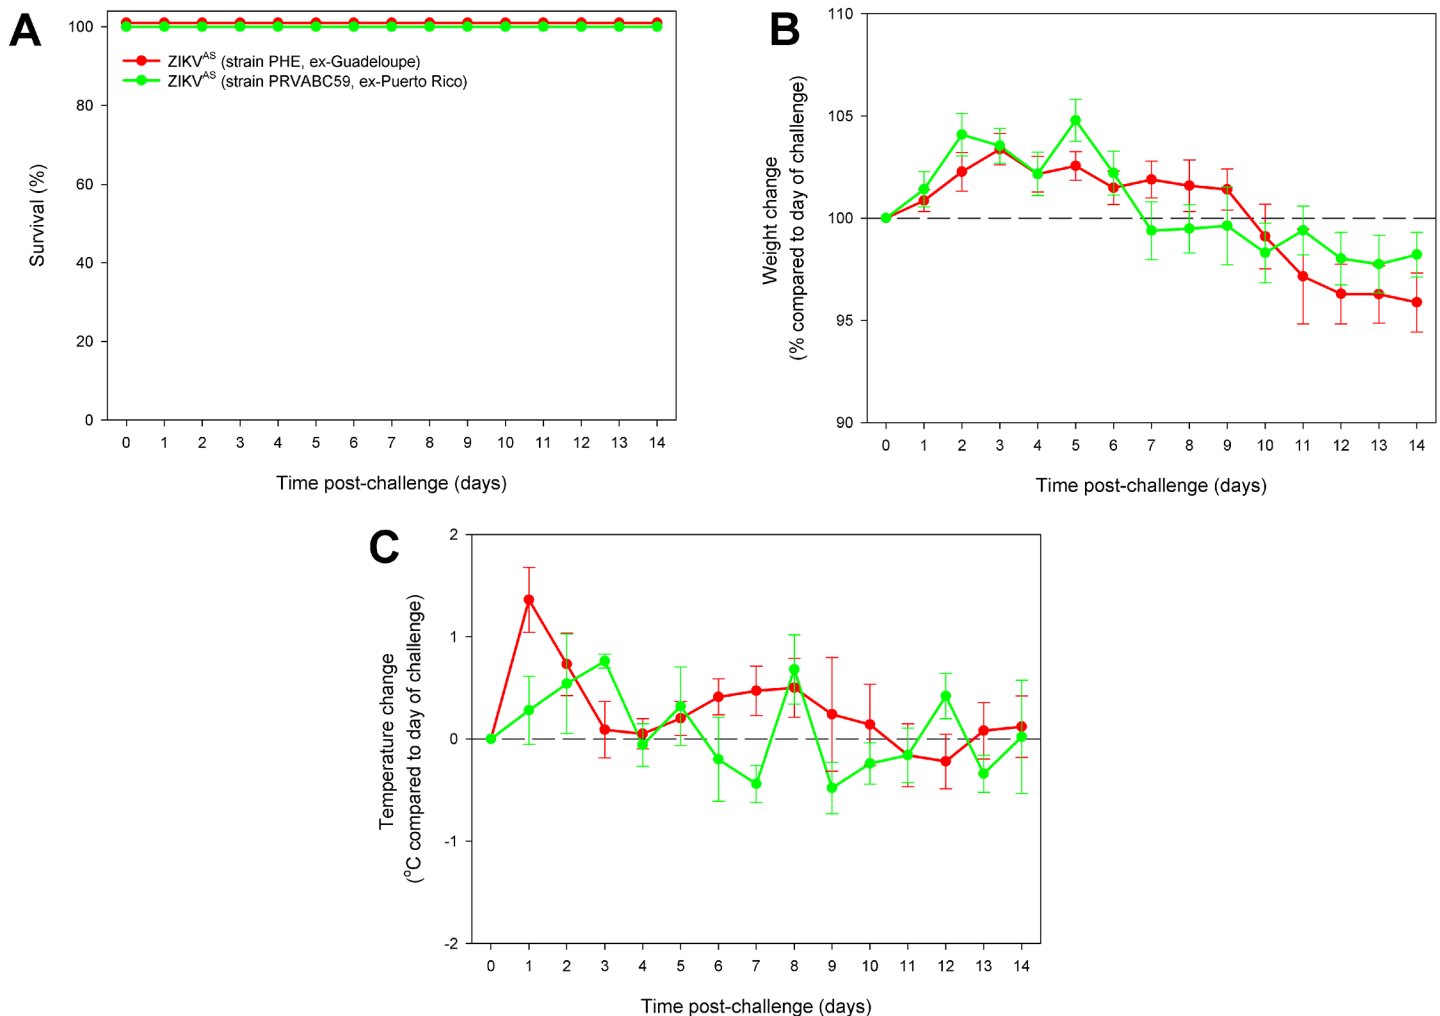 A
100
80
60
40
20
0
Survival (%)
ZIKV^AS (strain PHE, ex-Guadeloupe)
ZIKV^AS (strain PRVABC59, ex-Puerto Rico)
0 1 2 3 4 5 6 7 8 9 10 11 12 13 14
Time post-challenge (days)
B
110
105
100
95
90
Weight change
(% compared to day of challenge)
0 1 2 3 4 5 6 7 8 9 10 11 12 13 14
Time post-challenge (days)
C
2
1
0
-1
-2
Temperature change
(°C compared to day of challenge)
0 1 2 3 4 5 6 7 8 9 10 11 12 13 14
Time post-challenge (days)